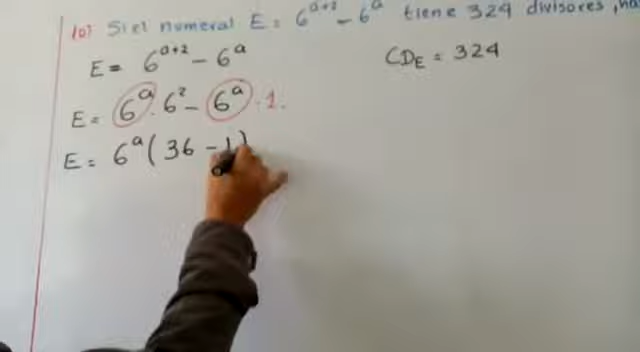 10) Si el numeral E = 6^{a+2} - 6^a tiene 324 divisores, ha
E = 6^{a+2} - 6^a
CD_E = 324
E = 6^a · 6^2 - 6^a · 1.
E = 6^a ( 36 - 1)